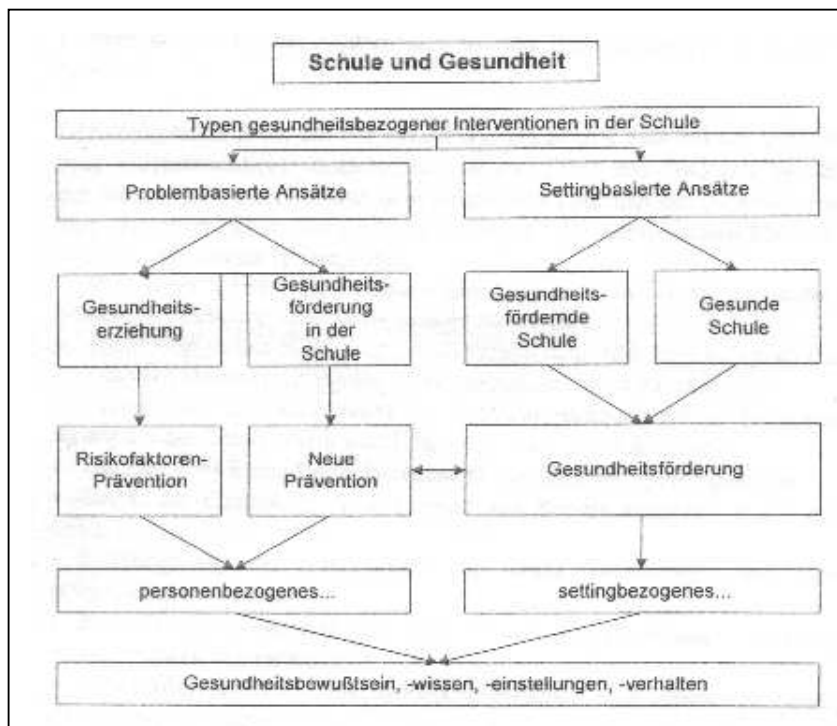 Schule und Gesundheit
Typen gesundheitsbezogener Interventionen in der Schule
Problembasierte Ansätze
Settingbasierte Ansätze
Gesundheits-
erziehung
Gesundheits-
förderung
in der
Schule
Gesundheits-
fördernde
Schule
Gesunde
Schule
Risikofaktoren-
Prävention
Neue
Prävention
Gesundheitsförderung
personenbezogenes...
settingbezogenes...
Gesundheitsbewußtsein, -wissen, -einstellungen, -verhalten